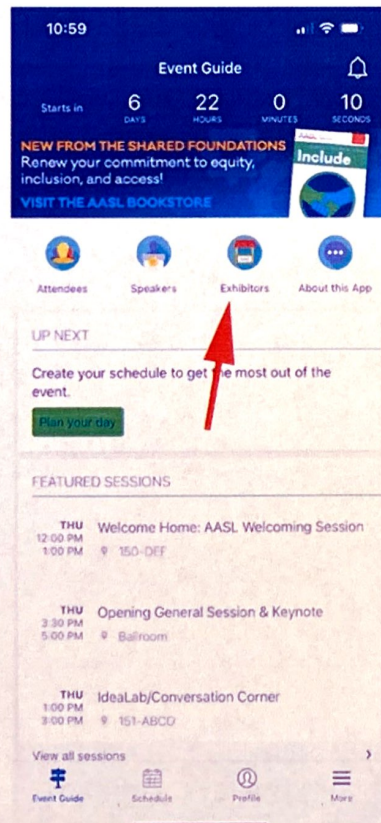 10:59
Event Guide
Starts in 6 DAYS 22 HOURS 0 MINUTES 10 SECONDS
NEW FROM THE SHARED FOUNDATIONS
Renew your commitment to equity,
inclusion, and access!
VISIT THE AASL BOOKSTORE
AASL
Include
Attendees Speakers Exhibitors About this App
UP NEXT
Create your schedule to get the most out of the
event.
Plan your day
FEATURED SESSIONS
THU Welcome Home: AASL Welcoming Session
12:00 PM
1:00 PM 150-DEF
THU Opening General Session & Keynote
3:30 PM
5:00 PM Ballroom
THU IdeaLab/Conversation Corner
1:00 PM
3:00 PM 151-ABCD
View all sessions
Event Guide Schedule Profile More